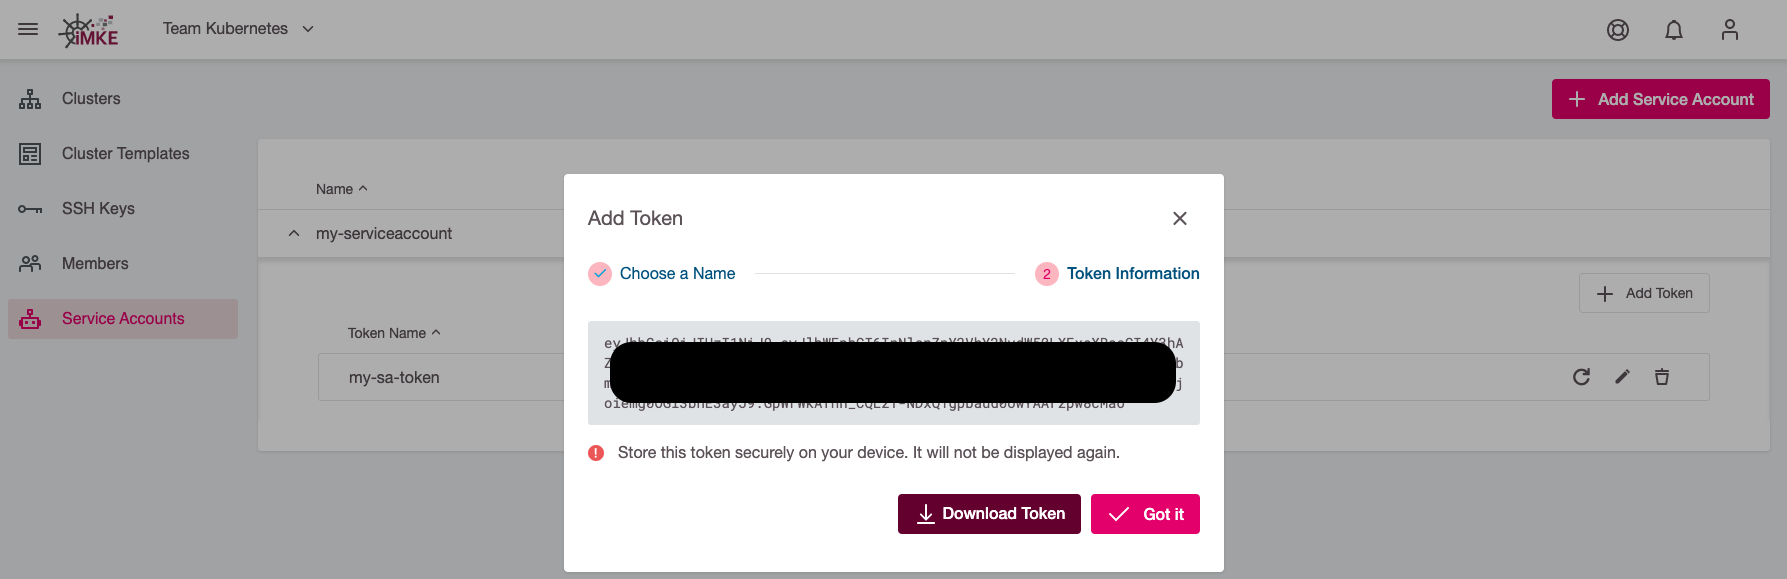 iMKE
Team Kubernetes
Clusters
Cluster Templates
SSH Keys
Members
Service Accounts
Add Service Account
Name
my-serviceaccount
Add Token
Token Name
my-sa-token
Add Token
Choose a Name
2
Token Information
Store this token securely on your device. It will not be displayed again.
Download Token
Got it